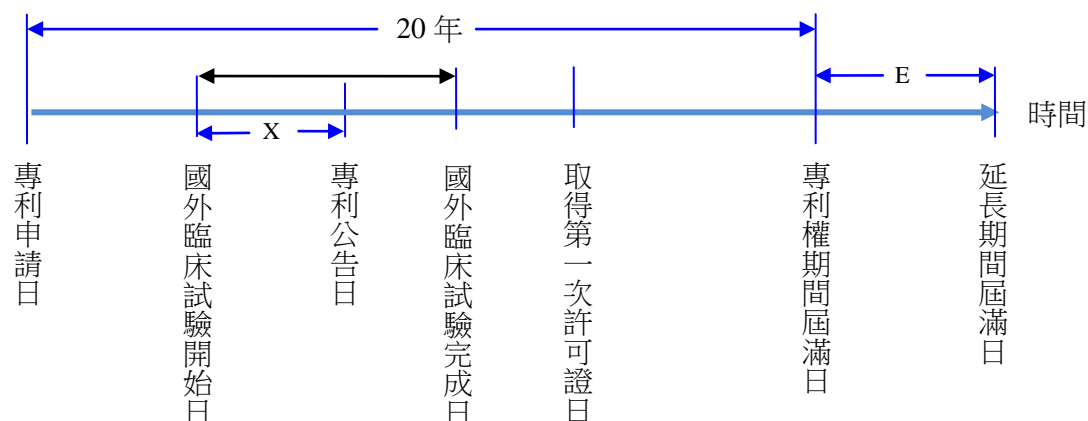 20 年
E
X
時間
專利申請日
國外臨床試驗開始日
專利公告日
國外臨床試驗完成日
取得第一次許可證日
專利權期間屆滿日
延長期間屆滿日